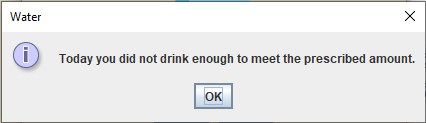 Water
Today you did not drink enough to meet the prescribed amount.
OK